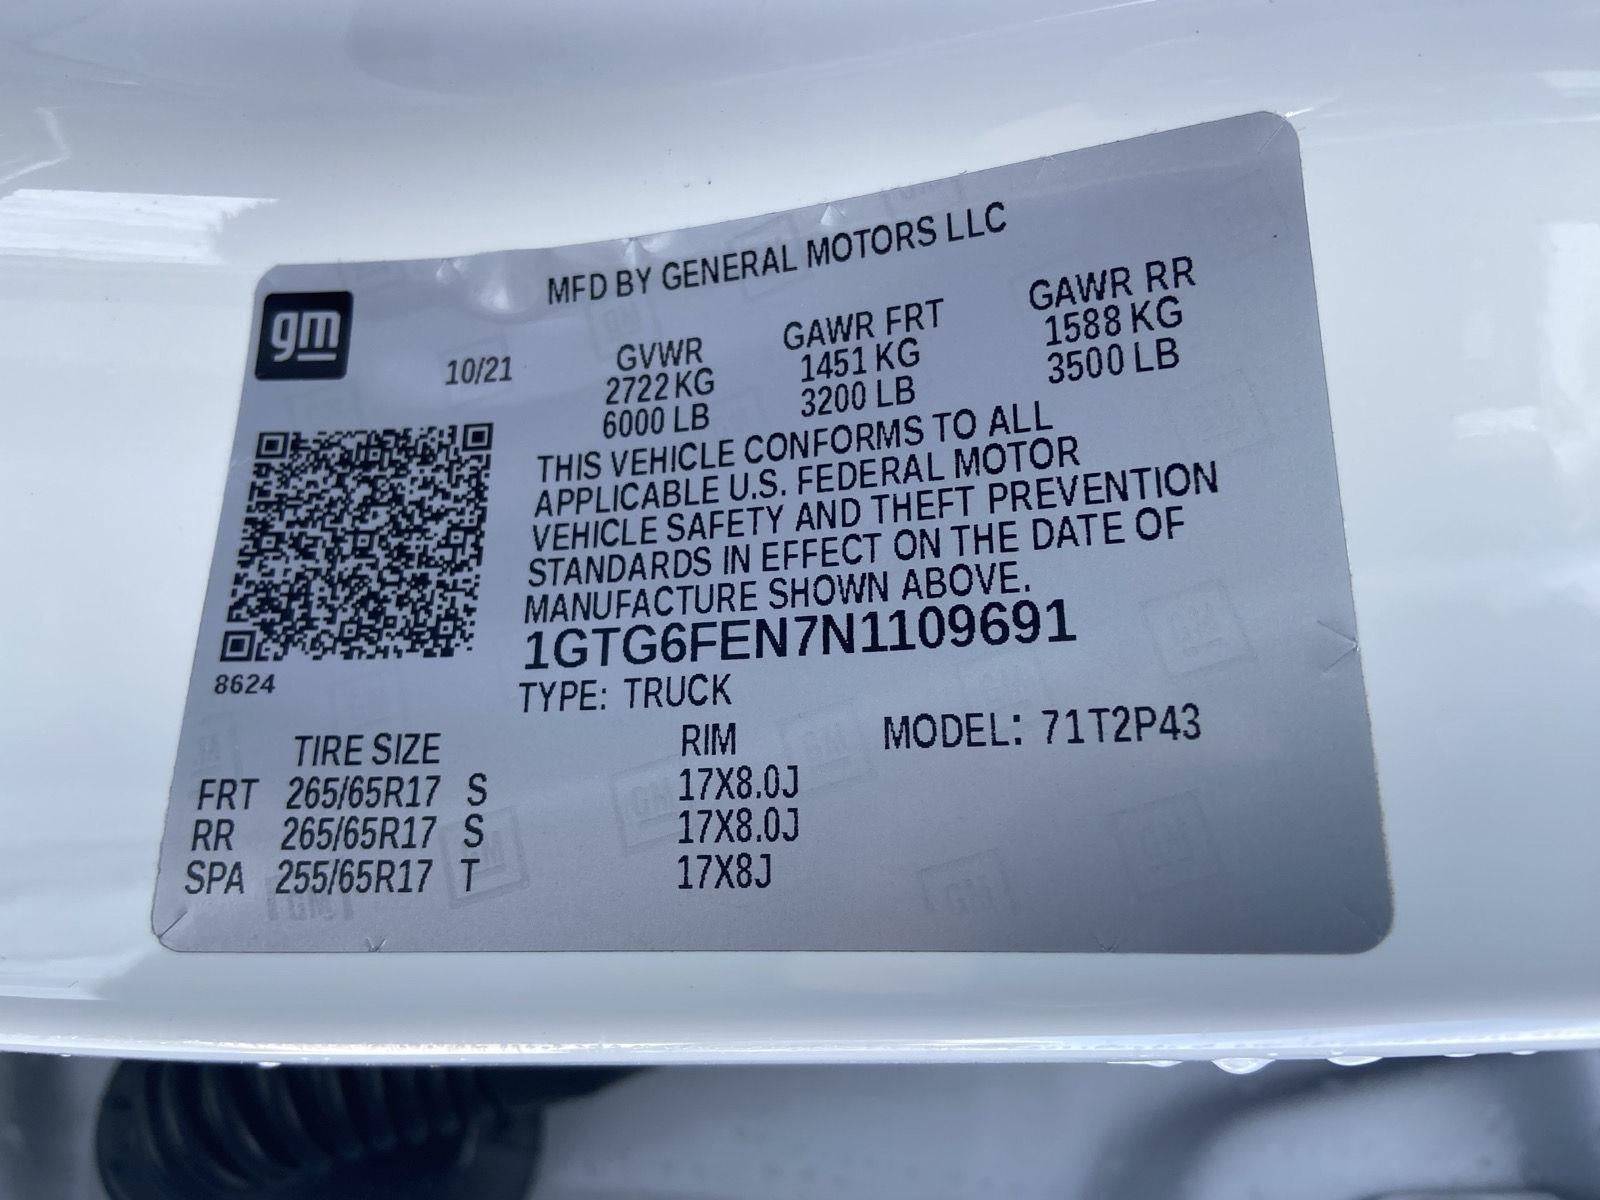 MFD BY GENERAL MOTORS LLC
gm
10/21
GVWR
2722 KG
6000 LB
GAWR FRT
1451 KG
3200 LB
GAWR RR
1588 KG
3500 LB
THIS VEHICLE CONFORMS TO ALL
APPLICABLE U.S. FEDERAL MOTOR
VEHICLE SAFETY AND THEFT PREVENTION
STANDARDS IN EFFECT ON THE DATE OF
MANUFACTURE SHOWN ABOVE.
1GTG6FEN7N1109691
8624
TYPE: TRUCK
MODEL: 71T2P43
TIRE SIZE RIM
FRT 265/65R17 S 17X8.0J
RR 265/65R17 S 17X8.0J
SPA 255/65R17 T 17X8J